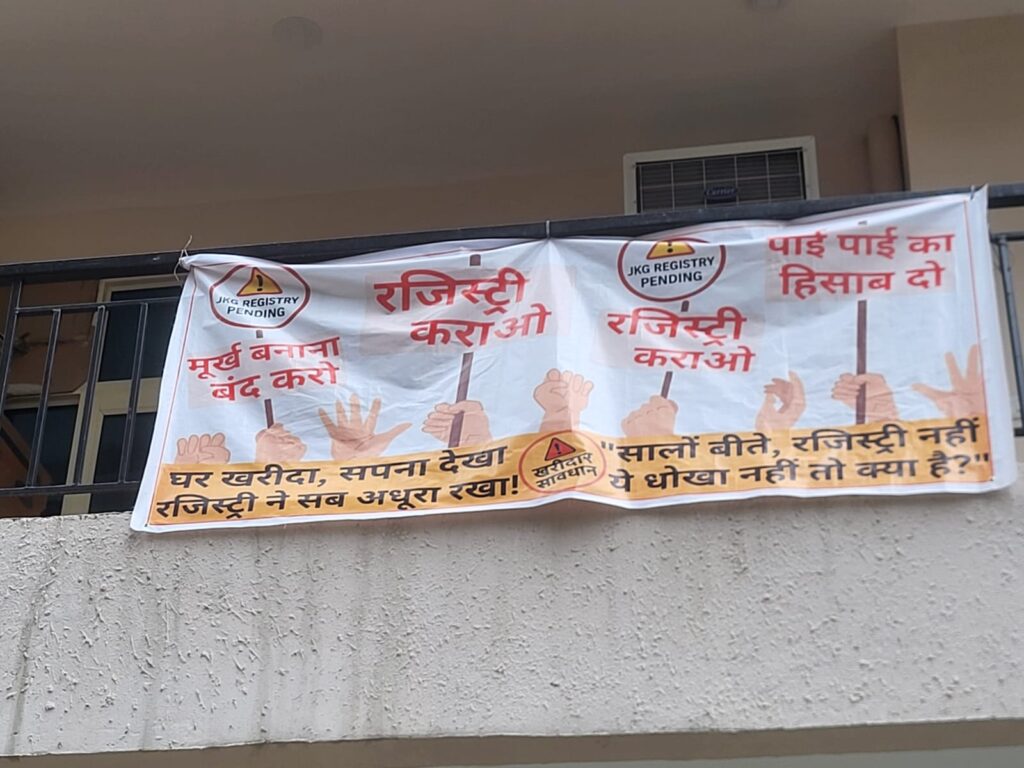 JKG REGISTRY
PENDING
मूर्ख बनाना
बंद करो
रजिस्ट्री
कराओ
JKG REGISTRY
PENDING
रजिस्ट्री
कराओ
पाई पाई का
हिसाब दो
घर खरीदा, सपना देखा
रजिस्ट्री ने सब अधूरा रखा!
खरीदार
सावधान
"सालों बीते, रजिस्ट्री नहीं
ये धोखा नहीं तो क्या है?"
Carrier